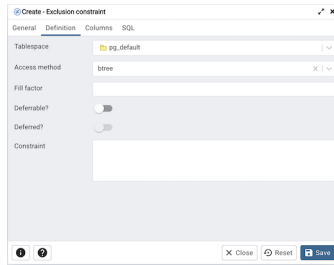 Create - Exclusion constraint
General Definition Columns SQL
Tablespace
pg_default
Access method
btree
Fill factor
Deferrable?
Deferred?
Constraint
Close Reset Save